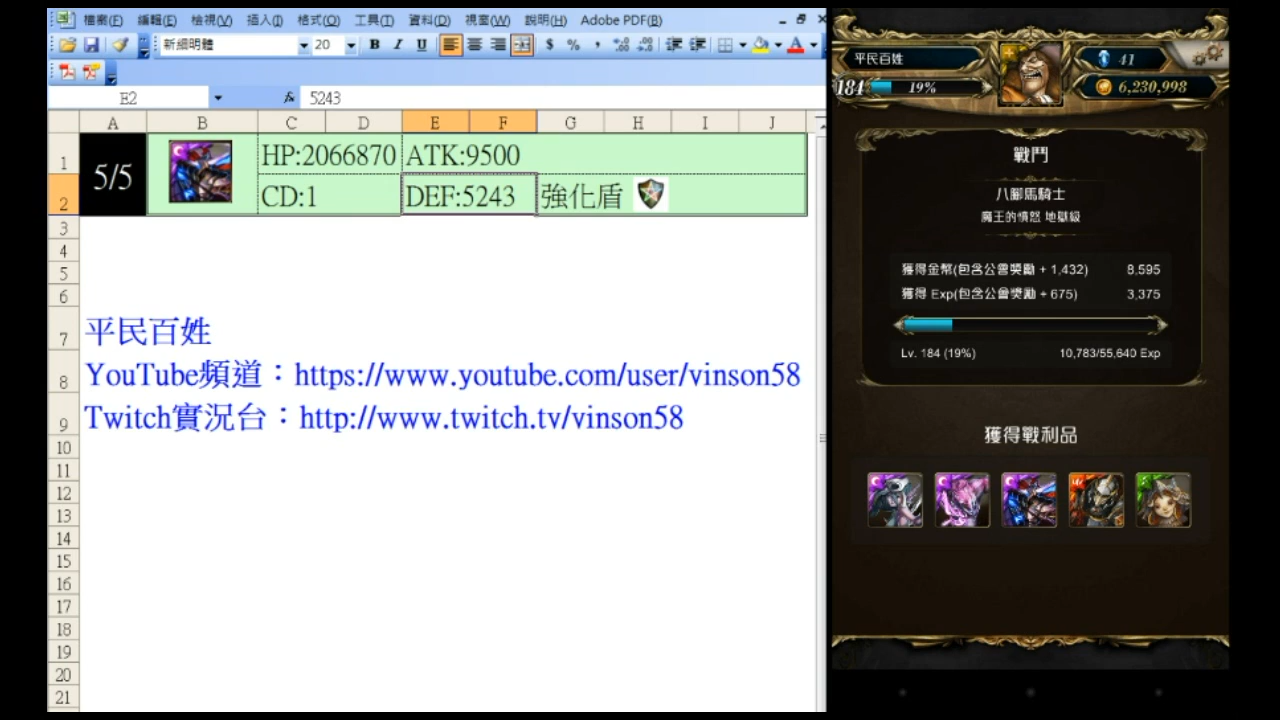 檔案(F) 編輯(E) 檢視(V) 插入(I) 格式(O) 工具(T) 資料(D) 視窗(W) 說明(H) Adobe PDF(B)
新細明體 20 B I U $ % ,
E2 fx 5243
A B C D E F G H I J
1 5/5 HP:2066870 ATK:9500
2 CD:1 DEF:5243 強化盾
3
4
5
6
7 平民百姓
8 YouTube頻道：https://www.youtube.com/user/vinson58
9 Twitch實況台：http://www.twitch.tv/vinson58
10
11
12
13
14
15
16
17
18
19
20
21
平民百姓 41
184 19% 6,230,998
戰鬥
八腳馬騎士
魔王的憤怒 地獄級
獲得金幣(包含公會獎勵 + 1,432) 8,595
獲得 Exp(包含公會獎勵 + 675) 3,375
Lv. 184 (19%) 10,783/55,640 Exp
獲得戰利品